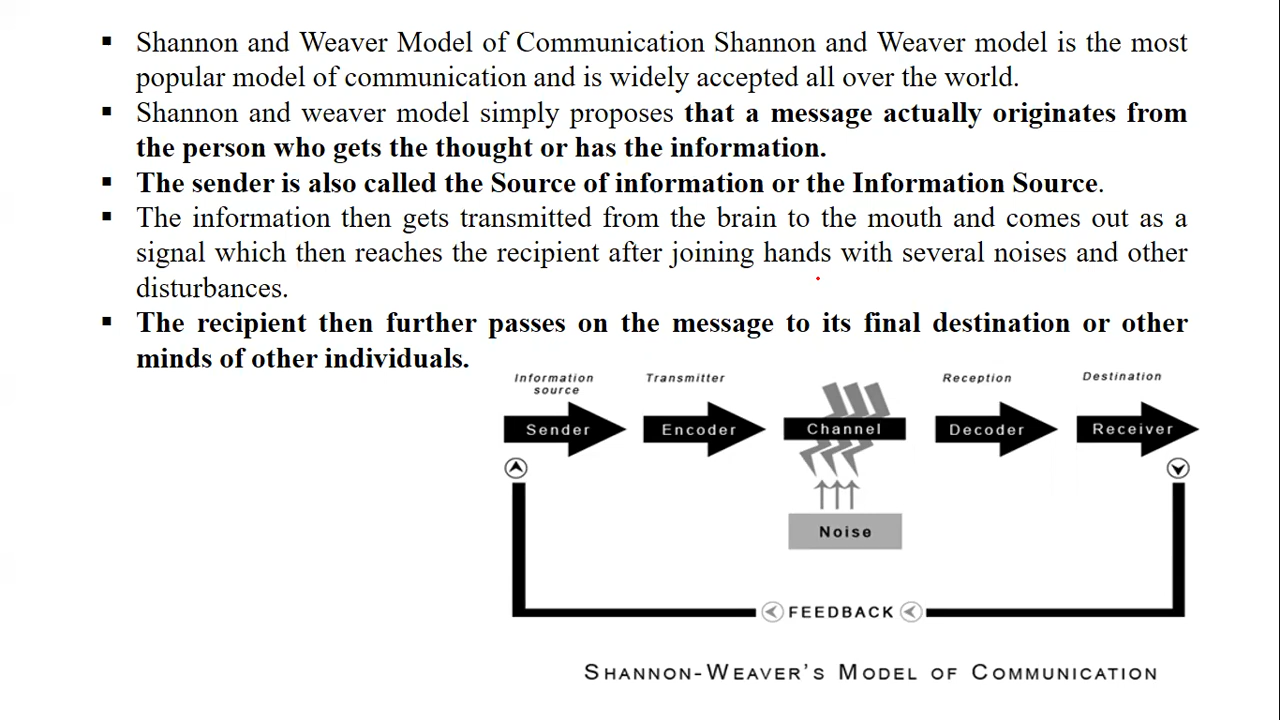 ▪ Shannon and Weaver Model of Communication Shannon and Weaver model is the most
popular model of communication and is widely accepted all over the world.
▪ Shannon and weaver model simply proposes that a message actually originates from
the person who gets the thought or has the information.
▪ The sender is also called the Source of information or the Information Source.
▪ The information then gets transmitted from the brain to the mouth and comes out as a
signal which then reaches the recipient after joining hands with several noises and other
disturbances.
▪ The recipient then further passes on the message to its final destination or other
minds of other individuals.
Information
source
Transmitter
Reception
Destination
Sender
Encoder
Channel
Decoder
Receiver
Noise
FEEDBACK
SHANNON-WEAVER'S MODEL OF COMMUNICATION